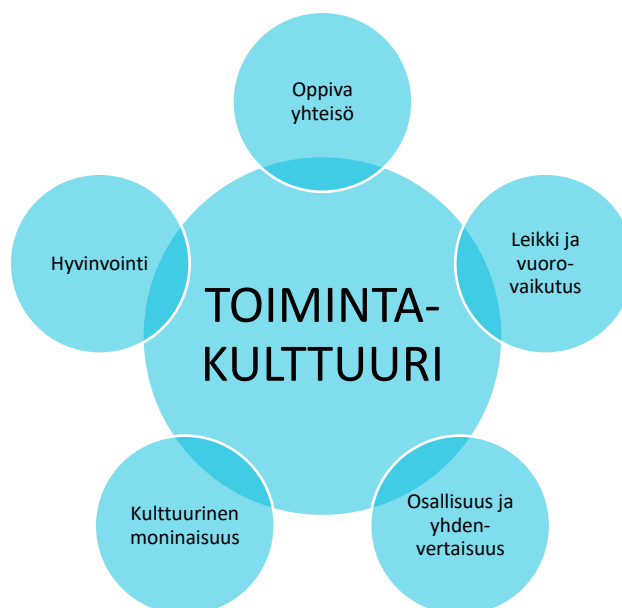 Oppiva
yhteisö
Leikki ja
vuoro-
vaikutus
Hyvinvointi
TOIMINTA-
KULTTUURI
Osallisuus ja
yhden-
vertaisuus
Kulttuurinen
moninaisuus